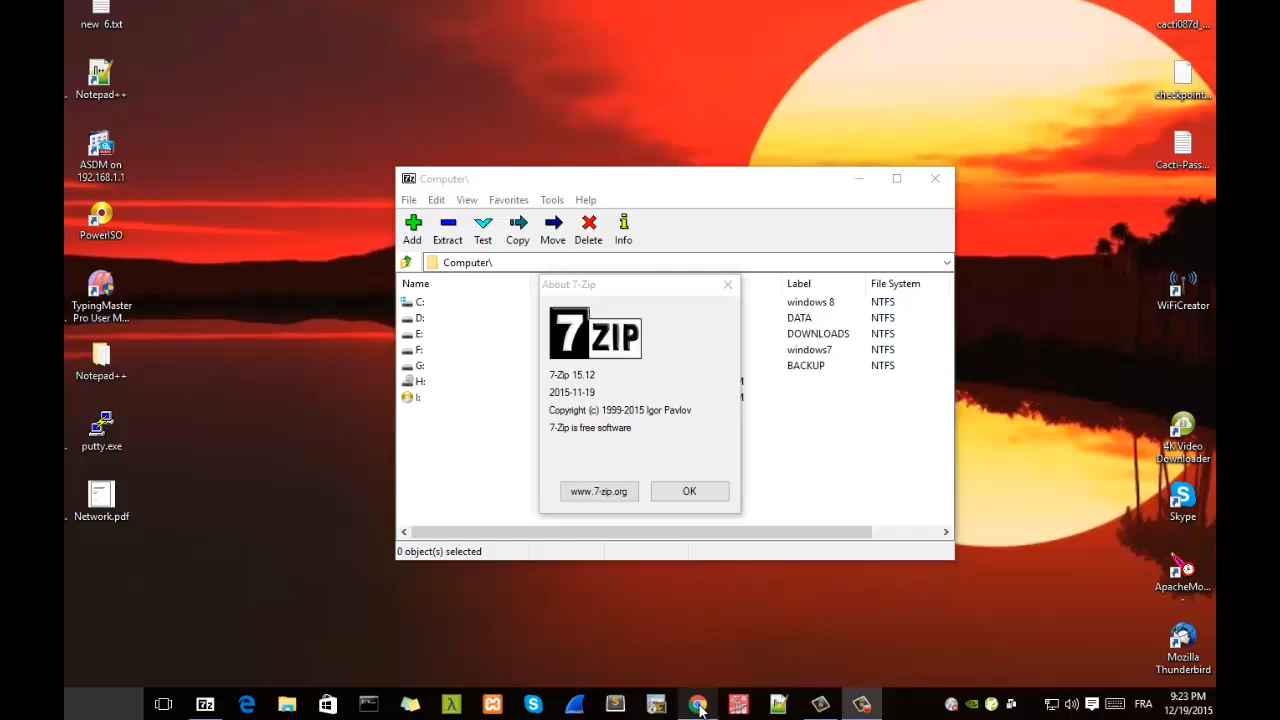 new 6.txt
Notepad++
ASDM on
192.168.1.1
PowerISO
TypingMaster
Pro User M...
Notepad++
putty.exe
Network.pdf
Computer\
File Edit View Favorites Tools Help
Add Extract Test Copy Move Delete Info
Computer\
Name Label File System
C: windows 8 NTFS
D: DATA NTFS
E: DOWNLOADS NTFS
F: windows7 NTFS
G: BACKUP NTFS
H:
I:
0 object(s) selected
About 7-Zip
7ZIP
7-Zip 15.12
2015-11-19
Copyright (c) 1999-2015 Igor Pavlov
7-Zip is free software
www.7-zip.org OK
cacti087d_...
checkpoint...
Cacti-Pass...
WiFiCreator
4K Video
Downloader
Skype
ApacheMo...
Mozilla
Thunderbird
FRA
9:23 PM
12/19/2015